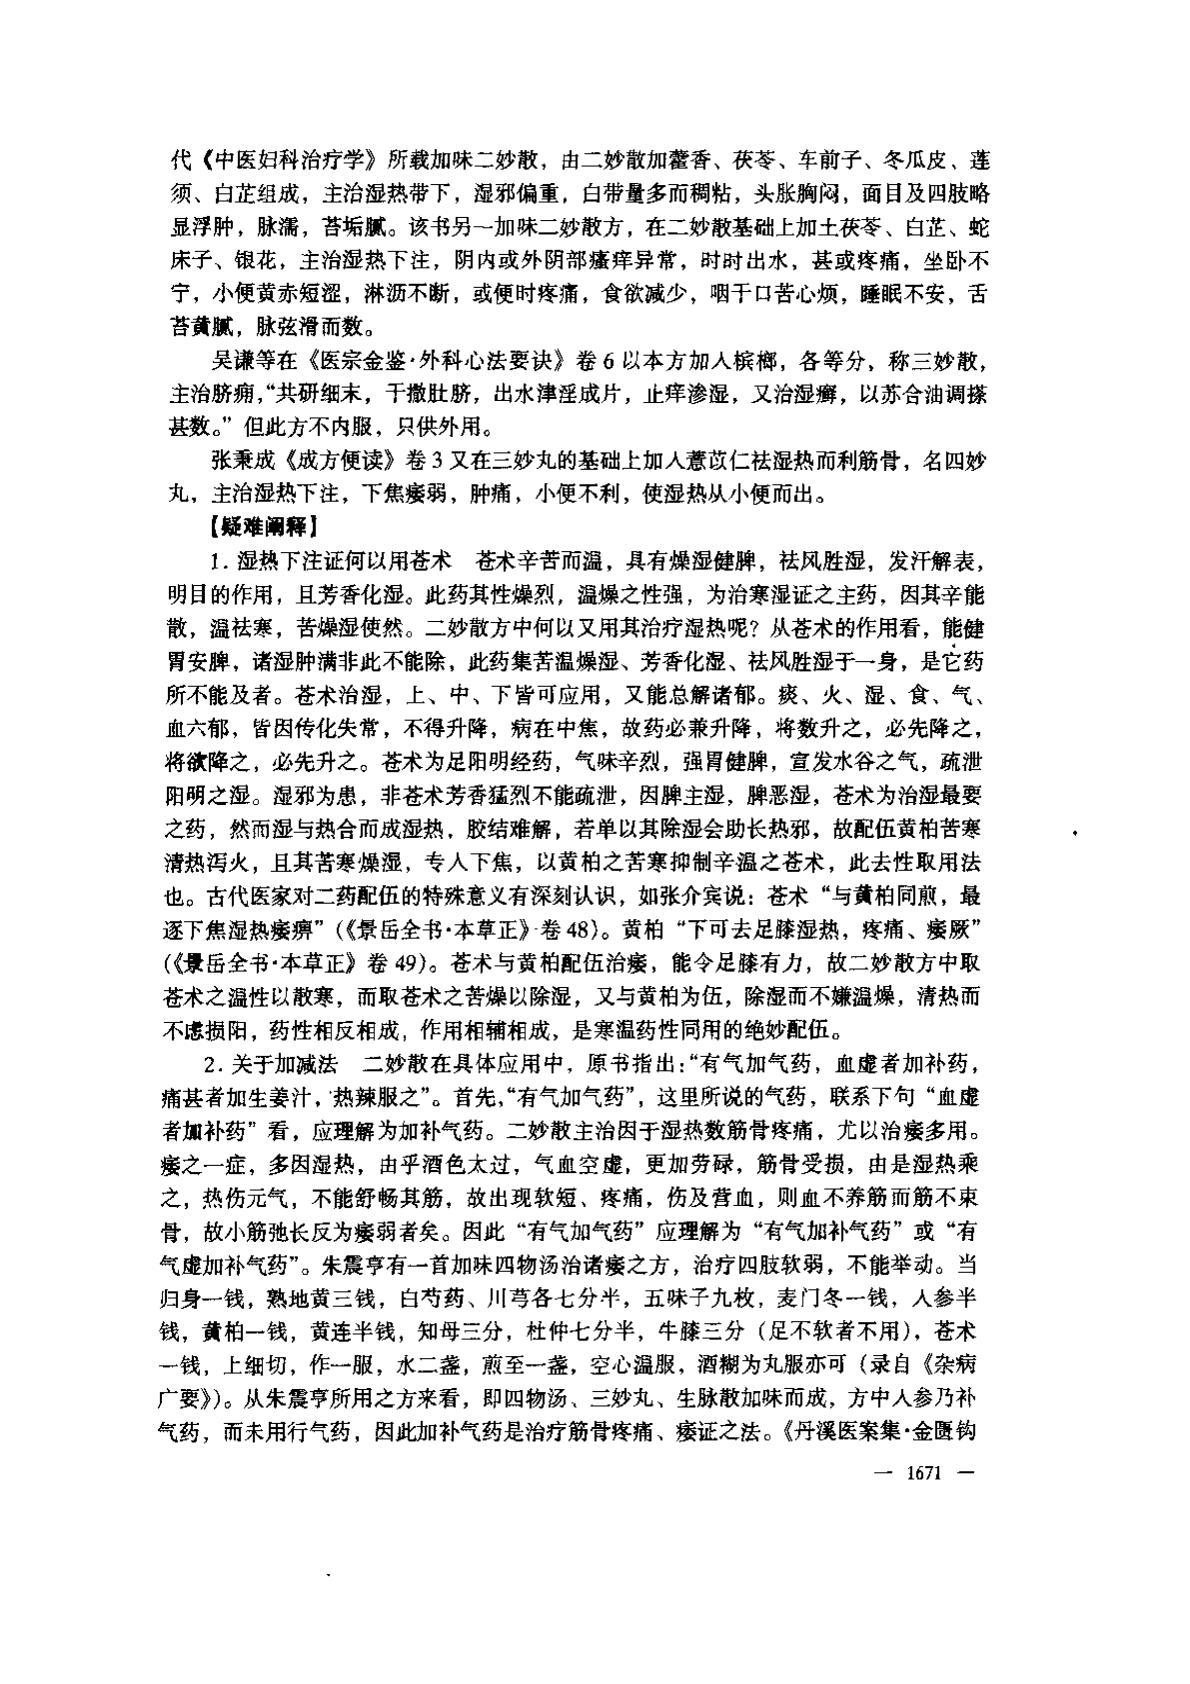 代《中医妇科治疗学》所载加味二妙散，由二妙散加藿香、茯苓、车前子、冬瓜皮、莲
须、白芷组成，主治湿热带下，湿邪偏重，白带量多而稠粘，头胀胸闷，面目及四肢略
显浮肿，脉濡，苔垢腻。该书另一加味二妙散方，在二妙散基础上加土茯苓、白芷、蛇
床子、银花，主治湿热下注，阴内或外阴部瘙痒异常，时时出水，甚或疼痛，坐卧不
宁，小便黄赤短涩，淋沥不断，或便时疼痛，食欲减少，咽干口苦心烦，睡眠不安，舌
苔黄腻，脉弦滑而数。
吴谦等在《医宗金鉴·外科心法要诀》卷6以本方加入槟榔，各等分，称三妙散，
主治脐痈，“共研细末，干撒肚脐，出水津淫成片，止痒渗湿，又治湿癣，以苏合油调搽
甚数。”但此方不内服，只供外用。
张秉成《成方便读》卷3又在三妙丸的基础上加入薏苡仁祛湿热而利筋骨，名四妙
丸，主治湿热下注，下焦痿弱，肿痛，小便不利，使湿热从小便而出。
【疑难阐释】
1．湿热下注证何以用苍术　苍术辛苦而温，具有燥湿健脾，祛风胜湿，发汗解表，
明目的作用，且芳香化湿。此药其性燥烈，温燥之性强，为治寒湿证之主药，因其辛能
散，温祛寒，苦燥湿使然。二妙散方中何以又用其治疗湿热呢？从苍术的作用看，能健
胃安脾，诸湿肿满非此不能除，此药集苦温燥湿、芳香化湿、祛风胜湿于一身，是它药
所不能及者。苍术治湿，上、中、下皆可应用，又能总解诸郁。痰、火、湿、食、气、
血六郁，皆因传化失常，不得升降，病在中焦，故药必兼升降，将数升之，必先降之，
将欲降之，必先升之。苍术为足阳明经药，气味辛烈，强胃健脾，宣发水谷之气，疏泄
阳明之湿。湿邪为患，非苍术芳香猛烈不能疏泄，因脾主湿，脾恶湿，苍术为治湿最要
之药，然而湿与热合而成湿热，胶结难解，若单以其除湿会助长热邪，故配伍黄柏苦寒
清热泻火，且其苦寒燥湿，专入下焦，以黄柏之苦寒抑制辛温之苍术，此去性取用法
也。古代医家对二药配伍的特殊意义有深刻认识，如张介宾说：苍术“与黄柏同煎，最
逐下焦湿热痿痹”（《景岳全书·本草正》卷48）。黄柏“下可去足膝湿热，疼痛、痿厥”
（《景岳全书·本草正》卷49）。苍术与黄柏配伍治痿，能令足膝有力，故二妙散方中取
苍术之温性以散寒，而取苍术之苦燥以除湿，又与黄柏为伍，除湿而不嫌温燥，清热而
不虑损阳，药性相反相成，作用相辅相成，是寒温药性同用的绝妙配伍。
2．关于加减法　二妙散在具体应用中，原书指出：“有气加气药，血虚者加补药，
痛甚者加生姜汁，热辣服之”。首先，“有气加气药”，这里所说的气药，联系下句“血虚
者加补药”看，应理解为加补气药。二妙散主治因于湿热数筋骨疼痛，尤以治痿多用。
痿之一症，多因湿热，由乎酒色太过，气血空虚，更加劳碌，筋骨受损，由是湿热乘
之，热伤元气，不能舒畅其筋，故出现软短、疼痛，伤及营血，则血不养筋而筋不束
骨，故小筋弛长反为痿弱者矣。因此“有气加气药”应理解为“有气加补气药”或“有
气虚加补气药”。朱震亨有一首加味四物汤治诸痿之方，治疗四肢软弱，不能举动。当
归身一钱，熟地黄三钱，白芍药、川芎各七分半，五味子九枚，麦门冬一钱，人参半
钱，黄柏一钱，黄连半钱，知母三分，杜仲七分半，牛膝三分（足不软者不用），苍术
一钱，上细切，作一服，水二盏，煎至一盏，空心温服，酒糊为丸服亦可（录自《杂病
广要》）。从朱震亨所用之方来看，即四物汤、三妙丸、生脉散加味而成，方中人参乃补
气药，而未用行气药，因此加补气药是治疗筋骨疼痛、痿证之法。《丹溪医案集·金匮钩
— 1671 —